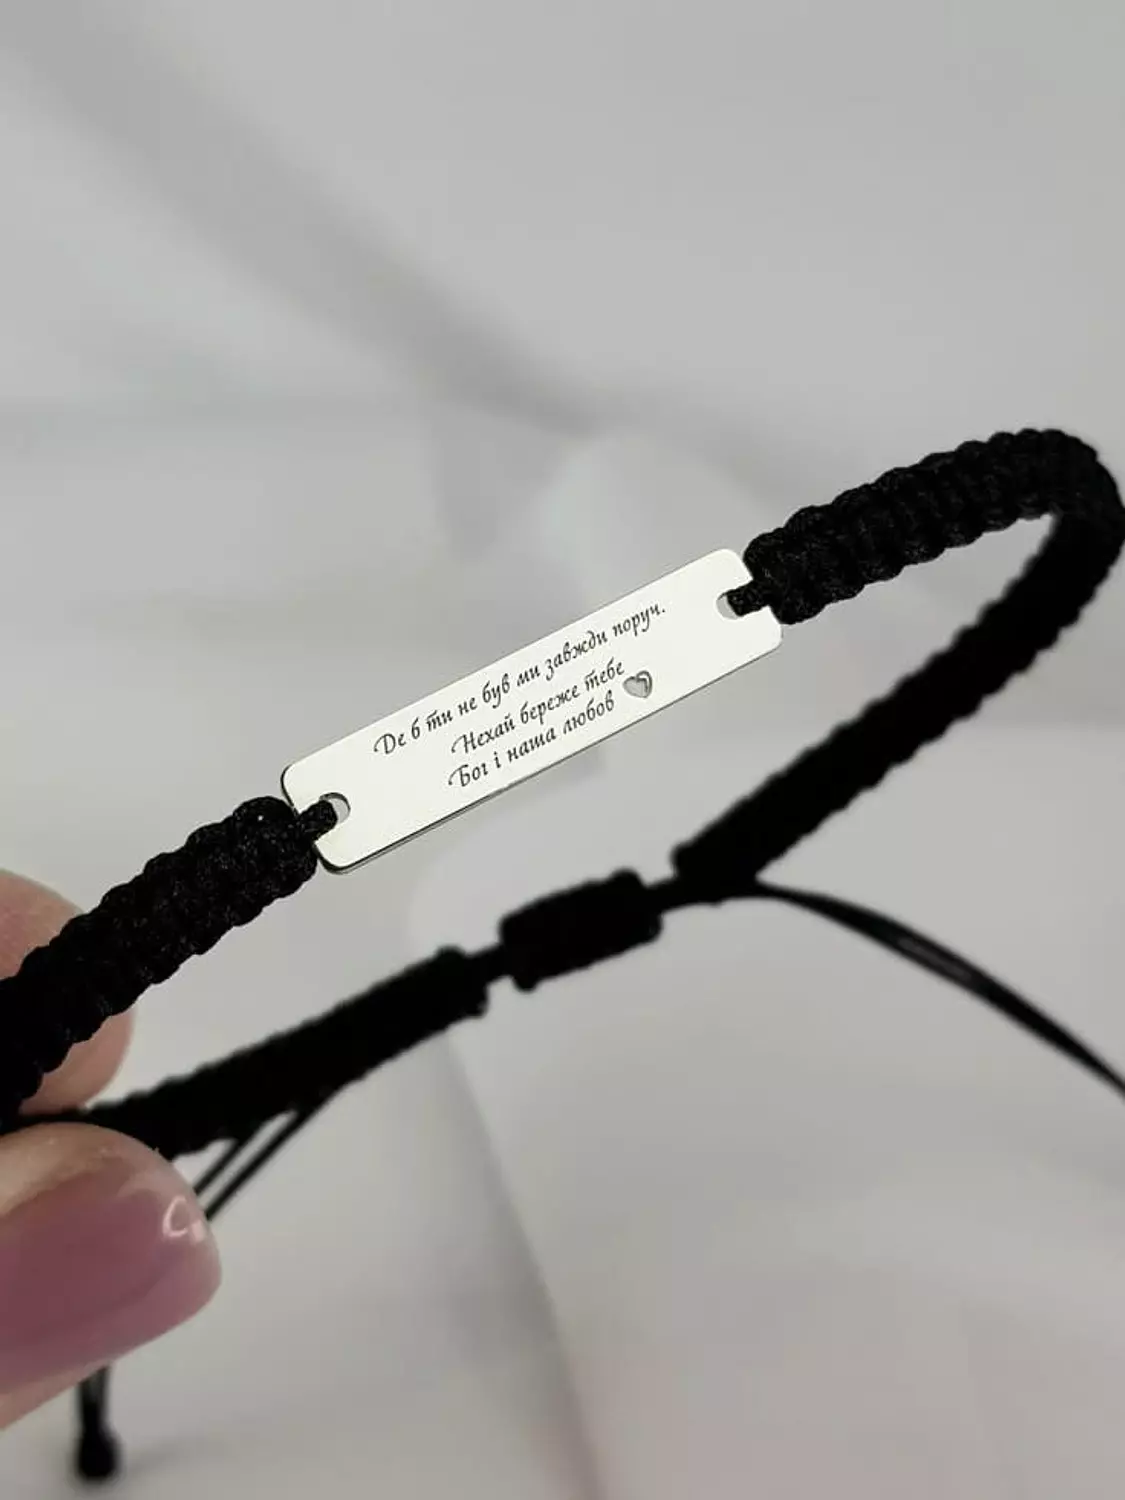 Де б ти не був ми завжди поруч.
Нехай береже тебе
Бог і наша любов